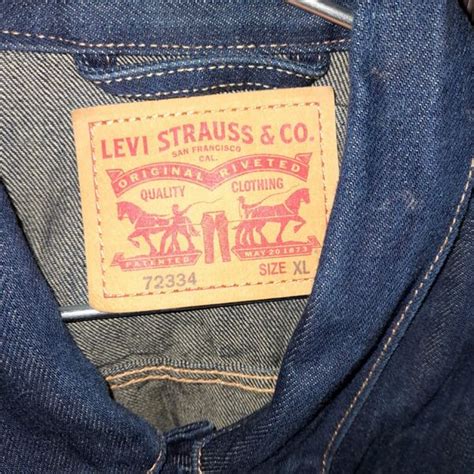 LEVI STRAUSS & CO.
SAN FRANCISCO
CAL.
ORIGINAL RIVETED
QUALITY CLOTHING
PATENTED MAY 20 1873
72334 SIZE XL